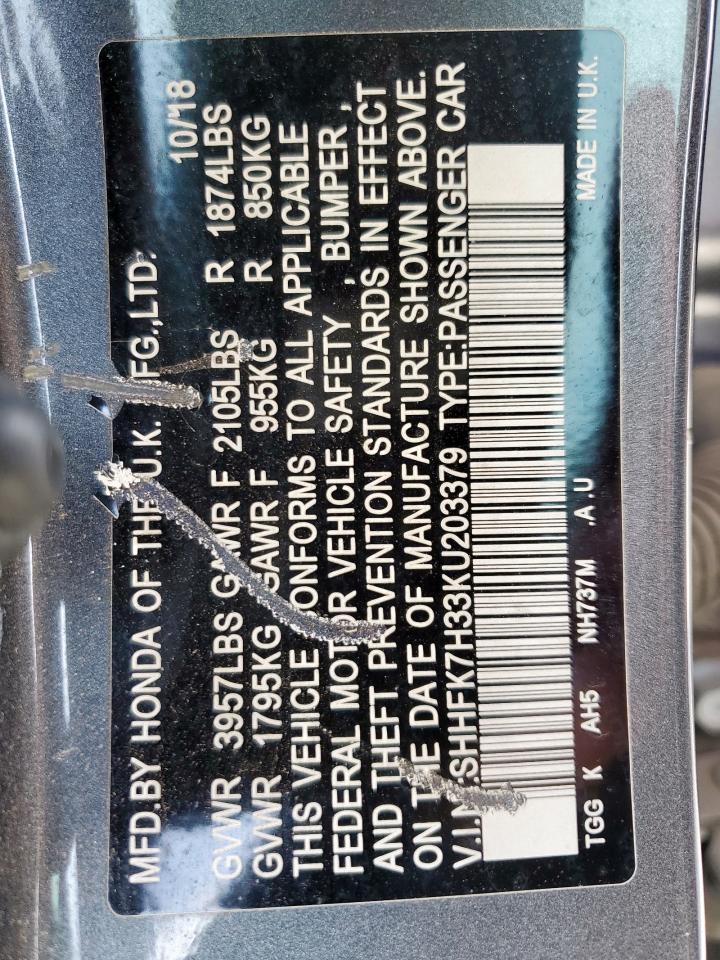 MFD.BY HONDA OF THE U.K. MFG.,LTD. 10/18
GVWR 3957LBS GAWR F 2105LBS R 1874LBS
GVWR 1795KG GAWR F 955KG R 850KG
THIS VEHICLE CONFORMS TO ALL APPLICABLE
FEDERAL MOTOR VEHICLE SAFETY , BUMPER ,
AND THEFT PREVENTION STANDARDS IN EFFECT
ON THE DATE OF MANUFACTURE SHOWN ABOVE.
V.I.N.:SHHFK7H33KU203379 TYPE:PASSENGER CAR
TGG K AH5 NH737M .A.U MADE IN U.K.